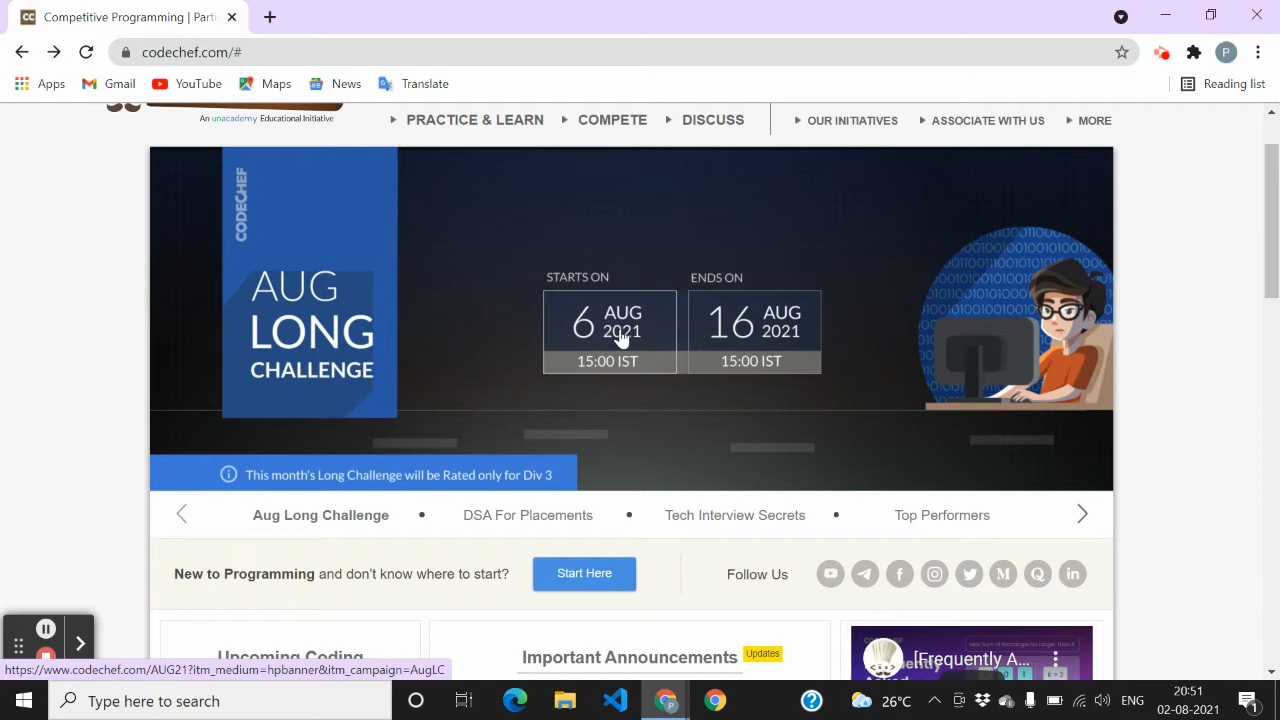 Competitive Programming | Parti
codechef.com/#
P
Apps
Gmail
YouTube
Maps
News
Translate
Reading list
An unacademy Educational Initiative
PRACTICE & LEARN
COMPETE
DISCUSS
OUR INITIATIVES
ASSOCIATE WITH US
MORE
CODECHEF
AUG
LONG
CHALLENGE
STARTS ON
6 AUG
2021
15:00 IST
ENDS ON
16 AUG
2021
15:00 IST
This month's Long Challenge will be Rated only for Div 3
Aug Long Challenge
DSA For Placements
Tech Interview Secrets
Top Performers
New to Programming and don't know where to start?
Start Here
Follow Us
Important Announcements
Updates
[Frequently A...
https://www.codechef.com/AUG21?itm_medium=hpbanner&itm_campaign=AugLC
Type here to search
26°C
ENG
20:51
02-08-2021